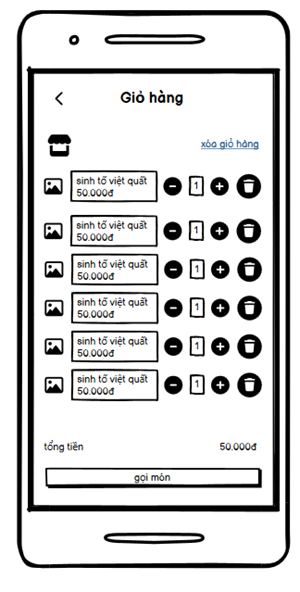 Giỏ hàng
xóa giỏ hàng
sinh tố việt quất
50.000đ
1
sinh tố việt quất
50.000đ
1
sinh tố việt quất
50.000đ
1
sinh tố việt quất
50.000đ
1
sinh tố việt quất
50.000đ
1
sinh tố việt quất
50.000đ
1
tổng tiền 50.000đ
gọi món